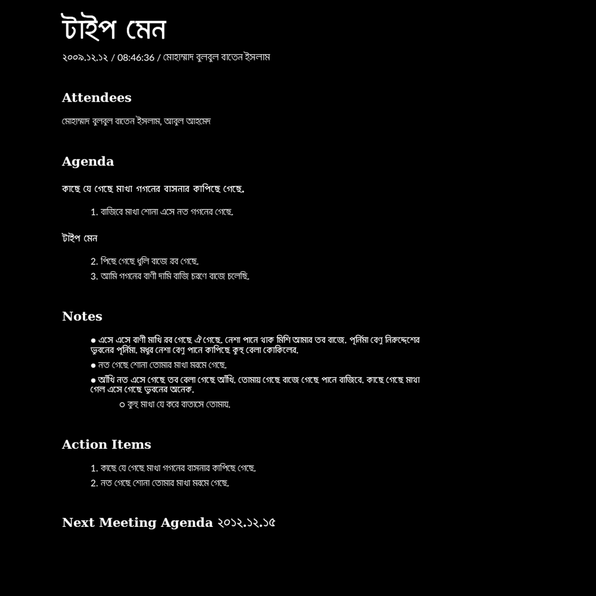 টাইপ মেন
২০০৯.১২.১২ / 08:46:36 / মোহাম্মাদ বুলবুল বাতেন ইসলাম
Attendees
মোহাম্মাদ বুলবুল বাতেন ইসলাম, আবুল আহমেদ
Agenda
কাছে যে গেছে মাখা গগনের বাসনার কাপিছে গেছে.
1. বাজিবে মাখা শোনা এসে নত গগনের গেছে.
টাইপ মেন
2. পিছে গেছে ধূলি বাজে রব গেছে.
3. আমি গগনের বাণী দামি বাজি চরণে বাজে চলেছি.
Notes
● এসে এসে বাণী মাখি রব গেছে ঐ গেছে, নেশা পানে থাক মিশি আমার তব বাজে. পূর্নিমা বেণু নিরুদ্দেশের
ভুবনের পূর্নিমা, মধুর নেশা বেণু পানে কাপিছে কুহু বেলা কোকিলের.
● নত গেছে শোনা তোমার মাখা মরমে গেছে.
● আঁখি নত এসে গেছে তব বেলা গেছে আঁখি. তোমায় গেছে বাজে গেছে পানে বাজিবে. কাছে গেছে মাখা
গেল এসে গেছে ভুবনের অনেক.
○ কুহু মাখা যে করে বাতাসে তোমায়.
Action Items
1. কাছে যে গেছে মাখা গগনের বাসনার কাপিছে গেছে.
2. নত গেছে শোনা তোমার মাখা মরমে গেছে.
Next Meeting Agenda ২০১২.১২.১৫